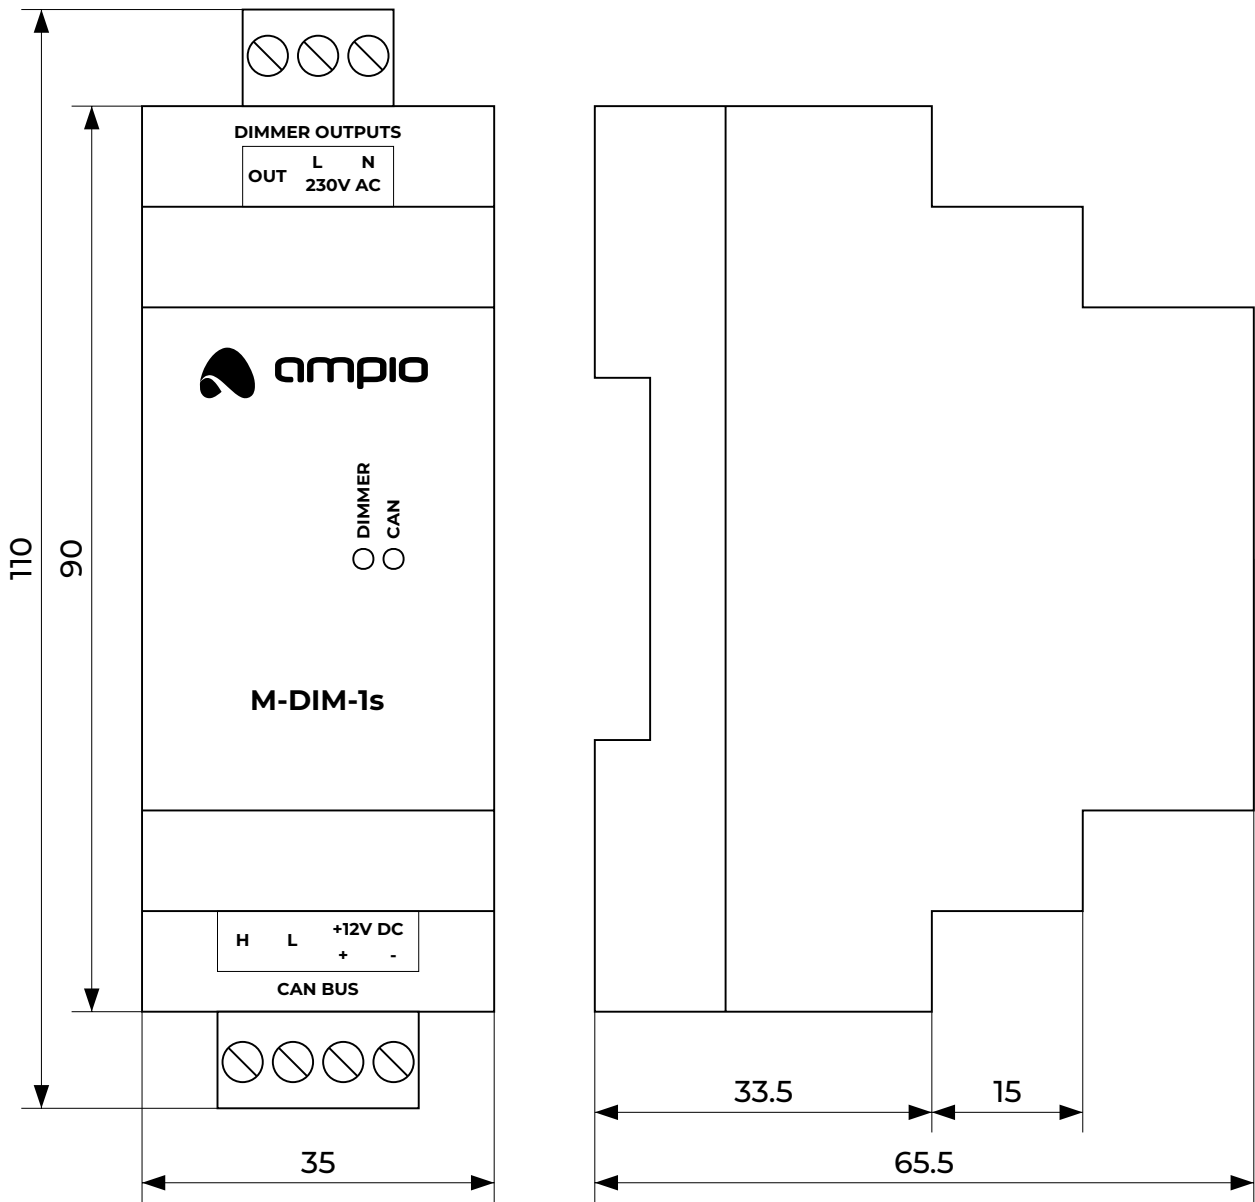 DIMMER OUTPUTS
OUT
L N
230V AC
ampio
DIMMER
CAN
110
90
M-DIM-1s
+12V DC
H L
+ -
CAN BUS
33.5
15
35
65.5